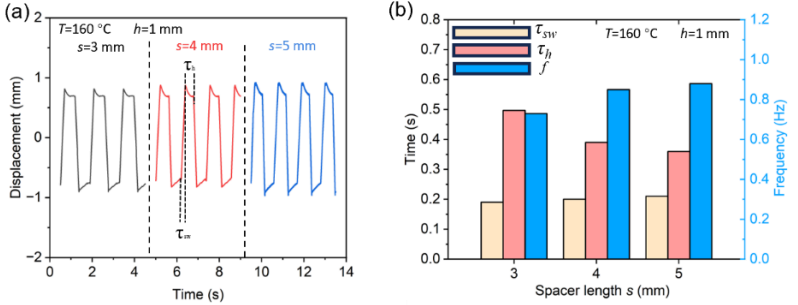 (a)
T=160 °C h=1 mm
s=3 mm s=4 mm s=5 mm
τh
τsw
Displacement (mm)
2
1
0
−1
−2
0 2 4 6 8 10 12 14
Time (s)
(b)
τsw
τh
f
T=160 °C h=1 mm
Time (s)
0.8
0.7
0.6
0.5
0.4
0.3
0.2
0.1
0.0
Frequency (Hz)
1.2
1.0
0.8
0.6
0.4
0.2
0.0
3 4 5
Spacer length s (mm)